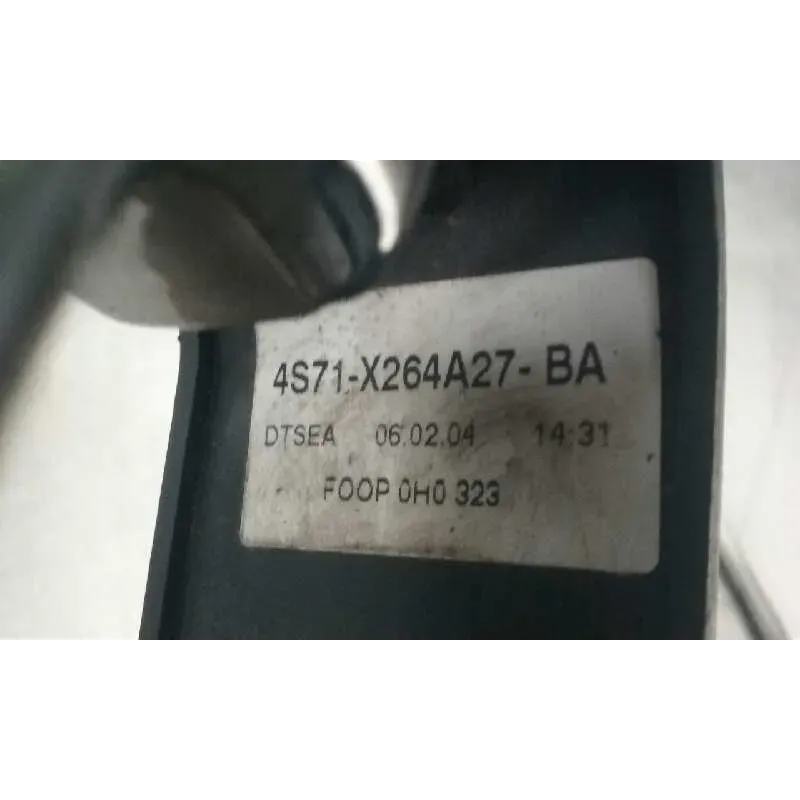 4S71-X264A27-BA
DTSEA 06.02.04 14:31
FOOP 0H0 323